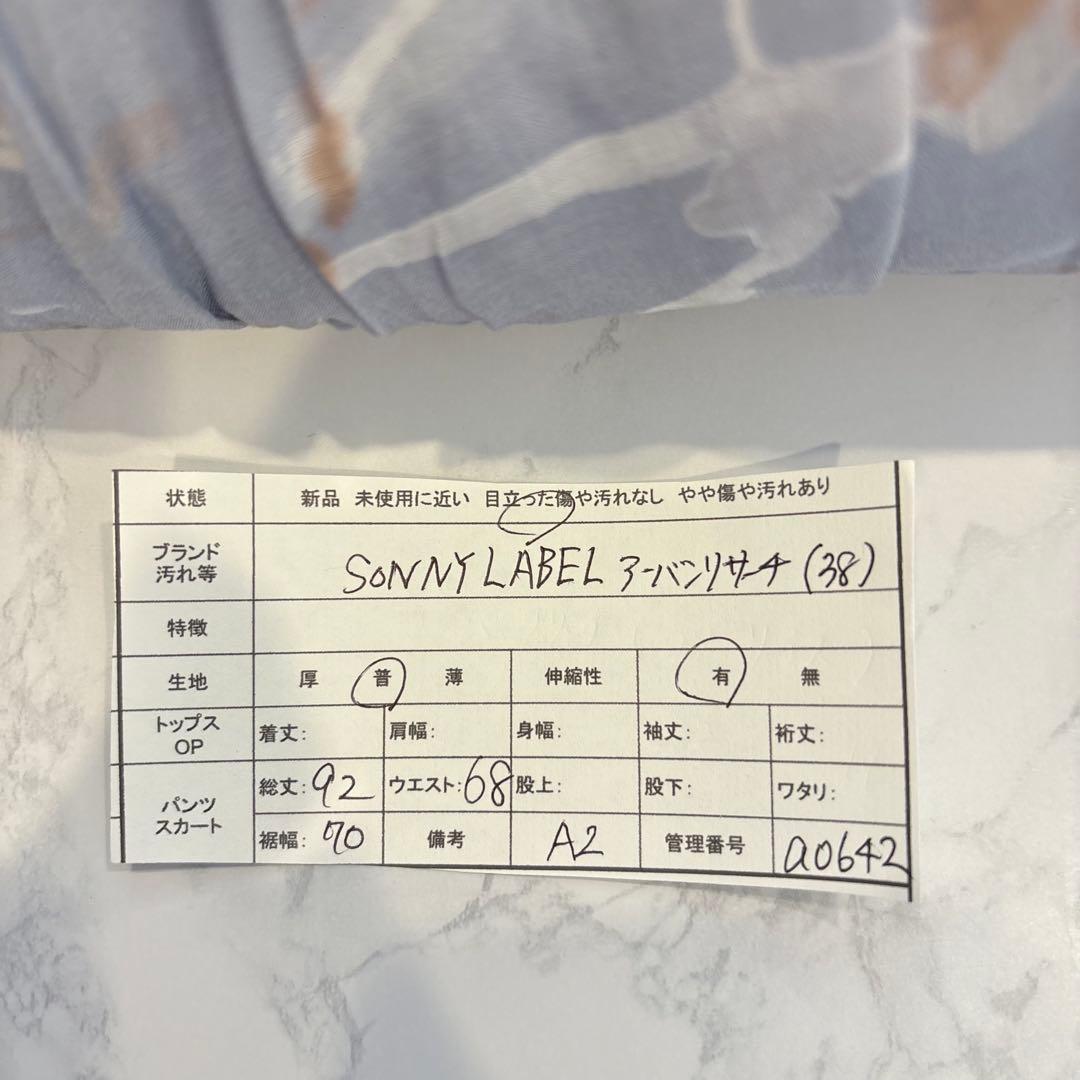 状態 新品 未使用に近い 目立った傷や汚れなし やや傷や汚れあり
ブランド
汚れ等
SONNY LABEL アーバンリサーチ (38)
特徴
生地 厚 普 薄 伸縮性 有 無
トップス
OP
着丈: 肩幅: 身幅: 袖丈: 裄丈:
パンツ
スカート
総丈: 92 ウエスト: 68 股上: 股下: ワタリ:
裾幅: 70 備考 A2 管理番号 a0642